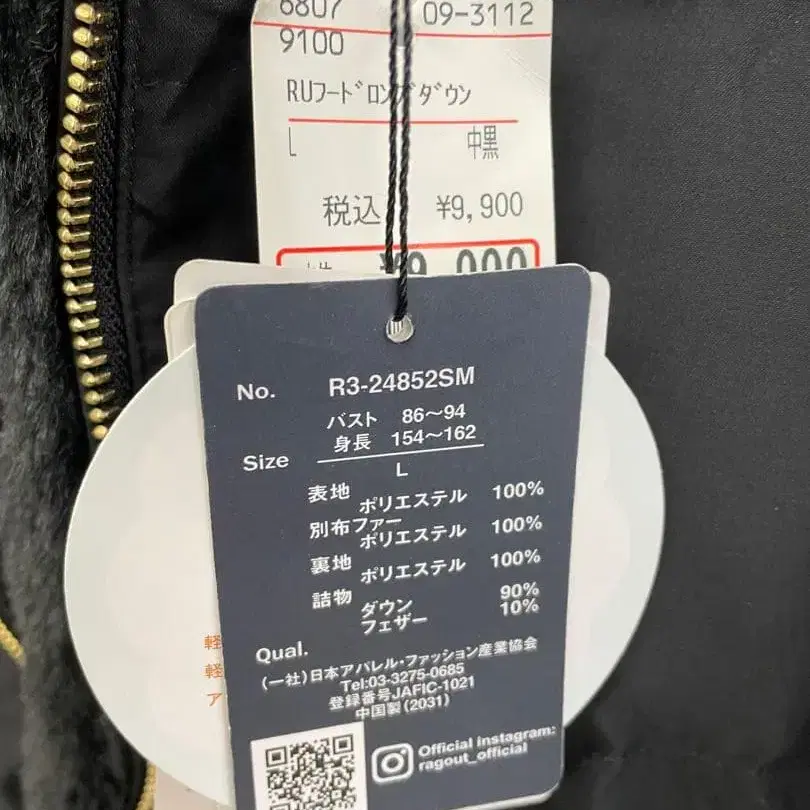 6807 09-3112
9100
RUフードロングダウン
L 中黒
税込 ¥9,900
¥9,000
No. R3-24852SM
バスト 86〜94
身長 154〜162
Size
L
表地 ポリエステル 100%
別布ファー ポリエステル 100%
裏地 ポリエステル 100%
詰物 ダウン 90%
フェザー 10%
Qual.
(一社)日本アパレル・ファッション産業協会
Tel:03-3275-0685
登録番号JAFIC-1021
中国製(2031)
Official instagram:
ragout_official
軽
軽
ア